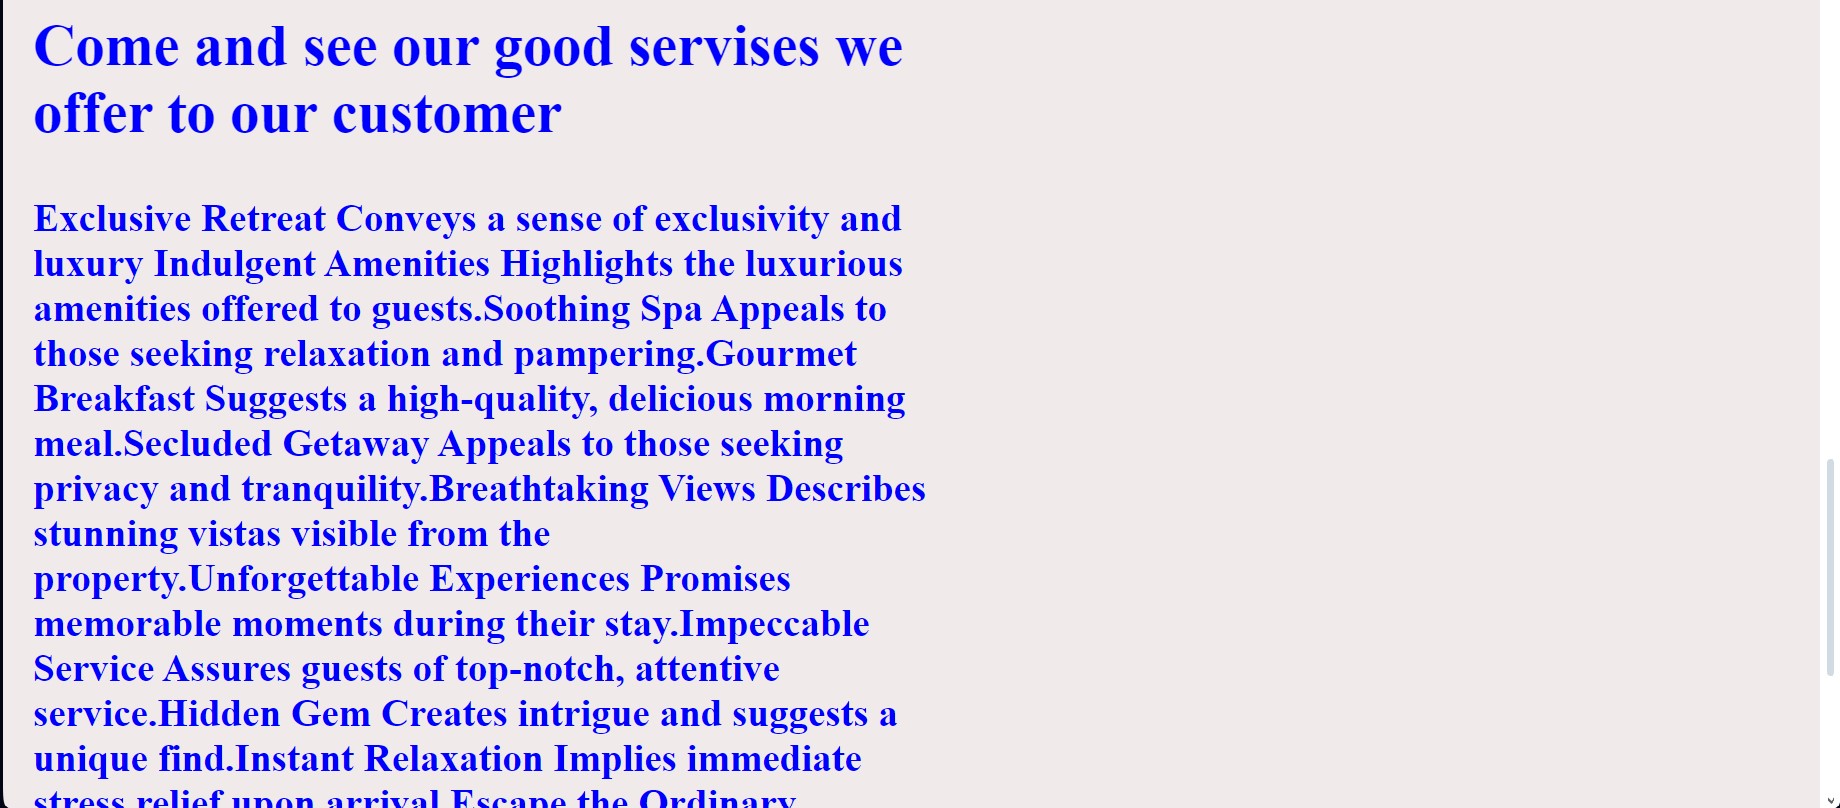 Come and see our good servises we
offer to our customer
Exclusive Retreat Conveys a sense of exclusivity and
luxury Indulgent Amenities Highlights the luxurious
amenities offered to guests.Soothing Spa Appeals to
those seeking relaxation and pampering.Gourmet
Breakfast Suggests a high-quality, delicious morning
meal.Secluded Getaway Appeals to those seeking
privacy and tranquility.Breathtaking Views Describes
stunning vistas visible from the
property.Unforgettable Experiences Promises
memorable moments during their stay.Impeccable
Service Assures guests of top-notch, attentive
service.Hidden Gem Creates intrigue and suggests a
unique find.Instant Relaxation Implies immediate
stress relief upon arrival.Escape the Ordinary